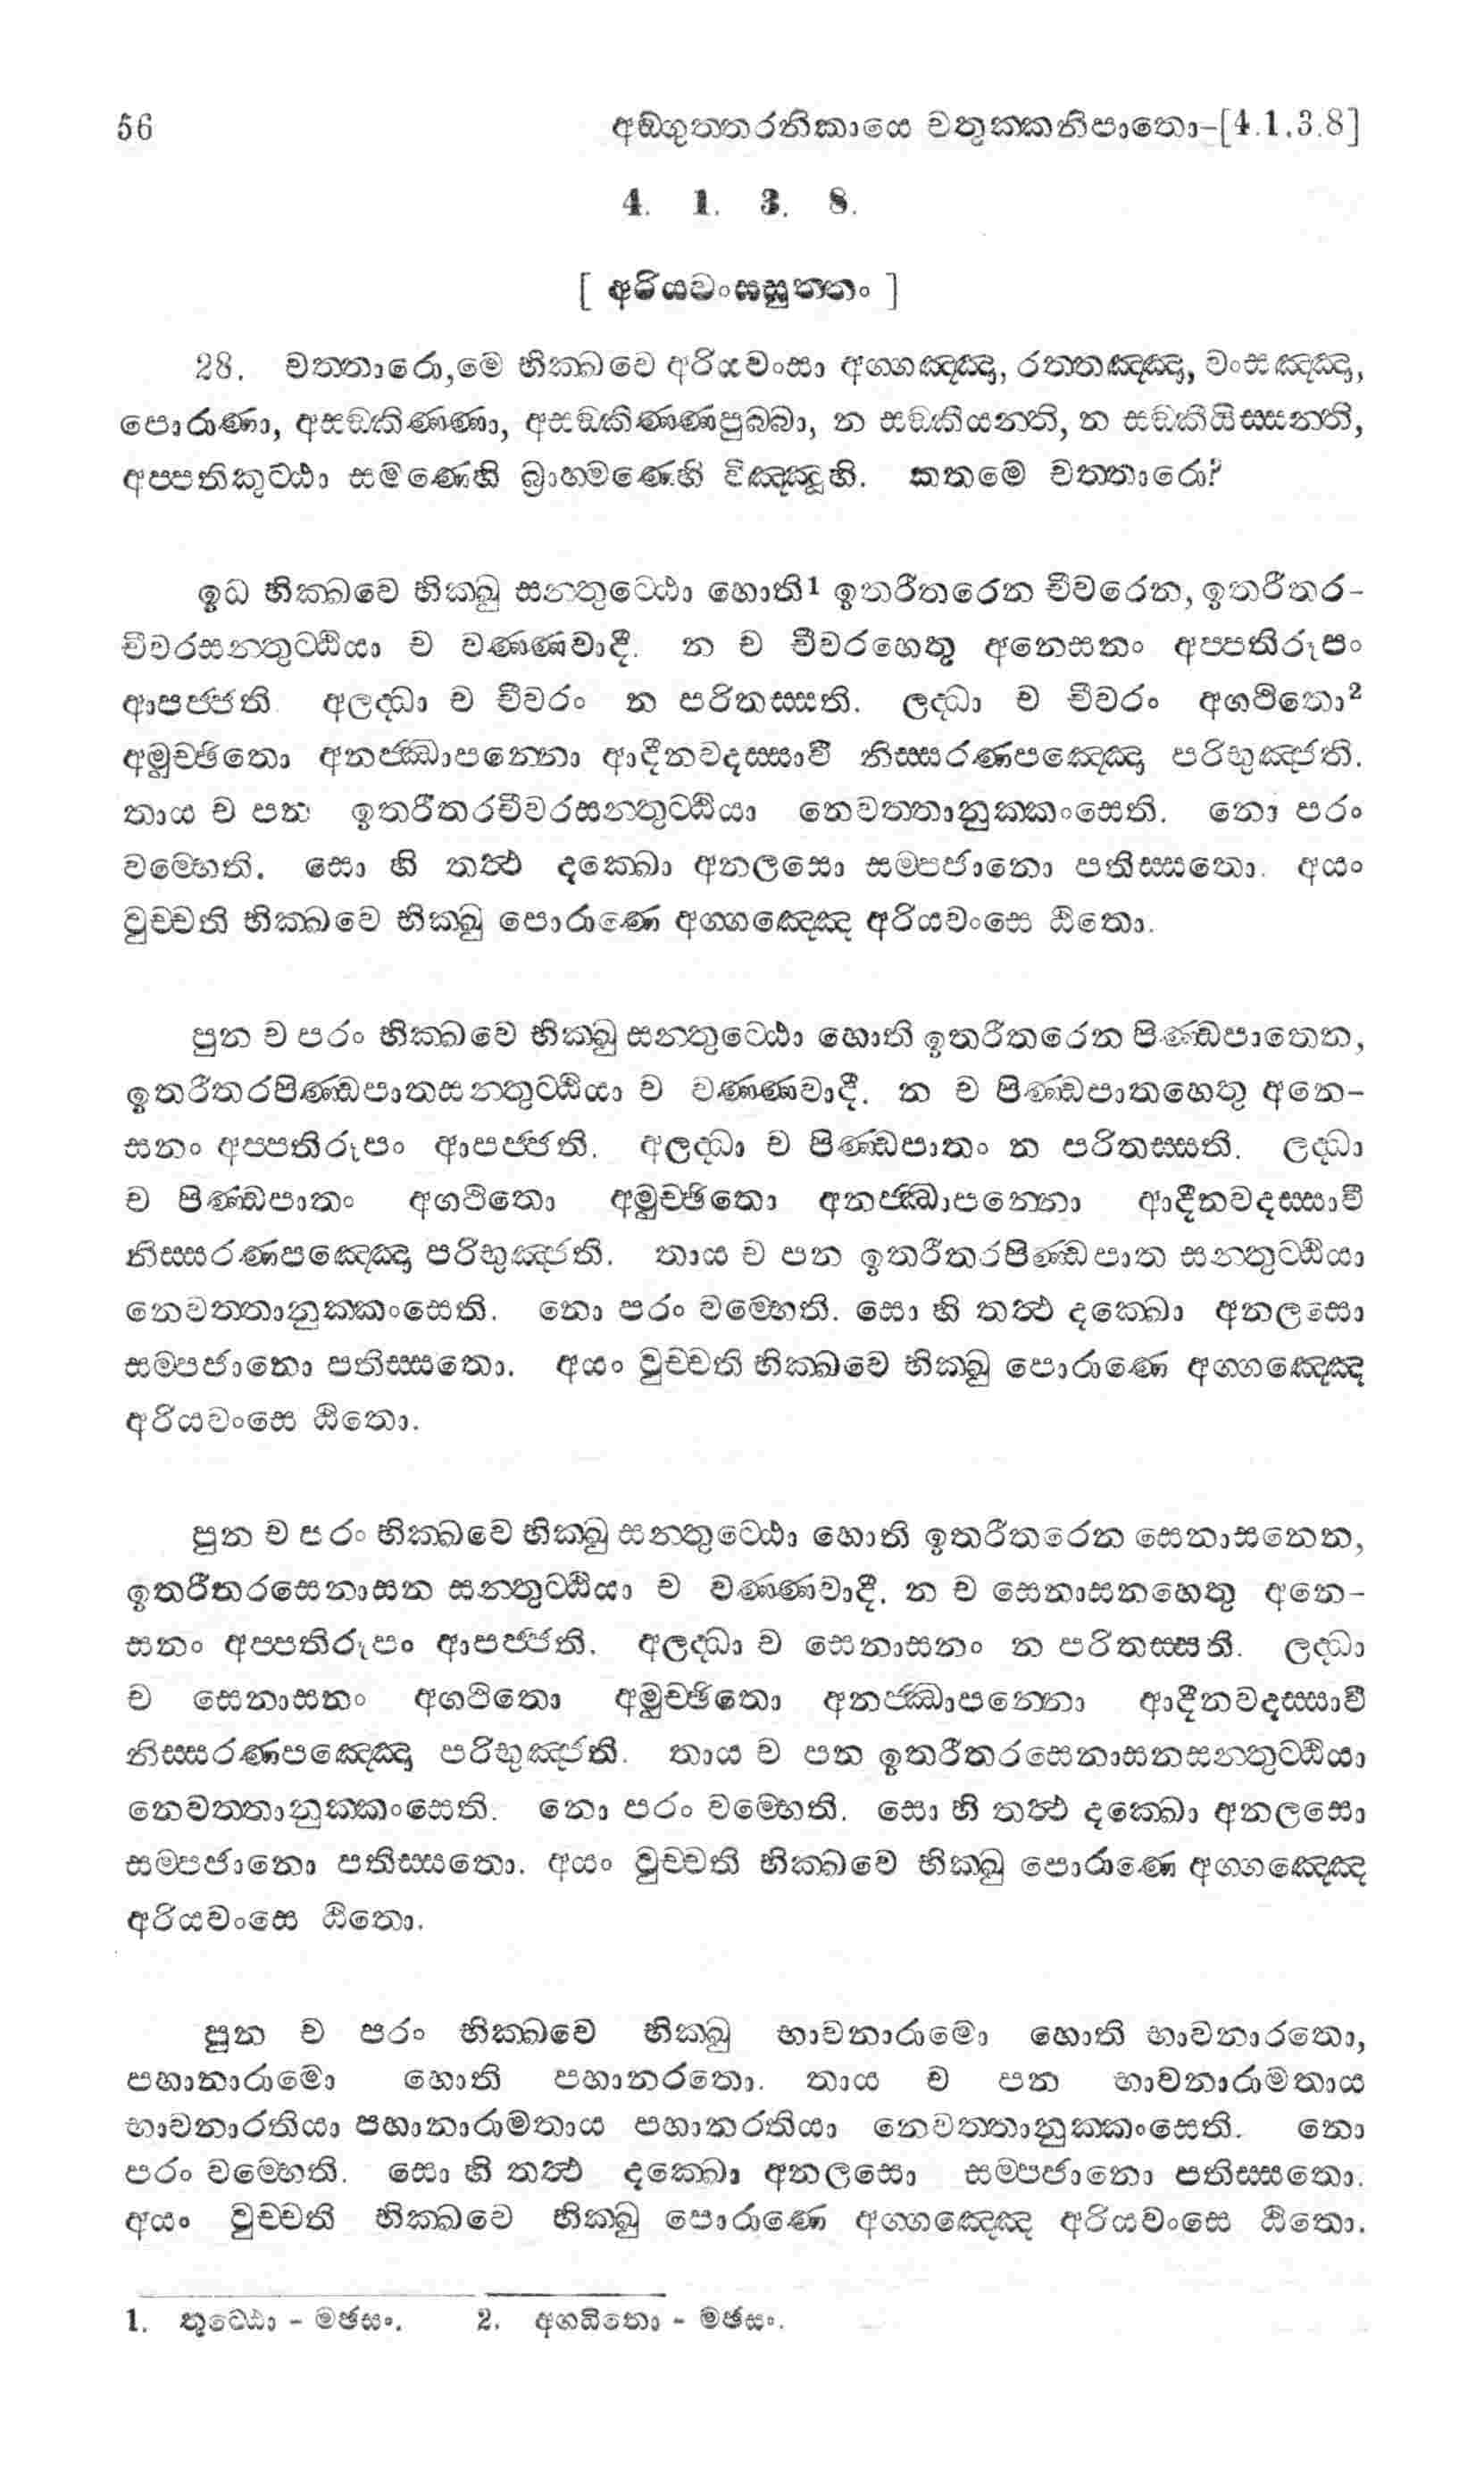 56 අඞ්ගුත්තරනිකායෙ චතුක්කනිපාතො-[4.1.3.8]
4. 1. 3. 8.
[ අරියවංසසුත්තං ]
28. චත්තාරො,මෙ භික්ඛවෙ අරියවංසා අග්ගඤ්ඤා, රත්තඤ්ඤා, වංසඤ්ඤා,
පොරාණා, අසඞ්කිණ්ණා, අසඞ්කිණ්ණපුබ්බා, න සඞ්කීයන්ති, න සඞ්කීයිස්සන්ති,
අප්පතිකුට්ඨා සමණෙහි බ්‍රාහ්මණෙහි විඤ්ඤූහි. කතමෙ චත්තාරො?
ඉධ භික්ඛවෙ භික්ඛු සන්තුට්ඨො හොති1 ඉතරීතරෙන චීවරෙන, ඉතරීතර-
චීවරසන්තුට්ඨියා ච වණ්ණවාදී. න ච චීවරහෙතු අනෙසනං අප්පතිරූපං
ආපජ්ජති. අලද්ධා ච චීවරං න පරිතස්සති. ලද්ධා ච චීවරං අගථිතො2
අමුච්ඡිතො අනජ්ඣාපන්නො ආදීනවදස්සාවී නිස්සරණපඤ්ඤො පරිභුඤ්ජති.
තාය ච පන ඉතරීතරචීවරසන්තුට්ඨියා නෙවත්තානුක්කංසෙති. නො පරං
වම්භෙති. සො හි තත්ථ දක්ඛො අනලසො සම්පජානො පතිස්සතො. අයං
වුච්චති භික්ඛවෙ භික්ඛු පොරාණෙ අග්ගඤ්ඤෙ අරියවංසෙ ඨිතො.
පුන ච පරං භික්ඛවෙ භික්ඛු සන්තුට්ඨො හොති ඉතරීතරෙන පිණ්ඩපාතෙන,
ඉතරීතරපිණ්ඩපාතසන්තුට්ඨියා ච වණ්ණවාදී. න ච පිණ්ඩපාතහෙතු අනෙ-
සනං අප්පතිරූපං ආපජ්ජති. අලද්ධා ච පිණ්ඩපාතං න පරිතස්සති. ලද්ධා
ච පිණ්ඩපාතං අගථිතො අමුච්ඡිතො අනජ්ඣාපන්නො ආදීනවදස්සාවී
නිස්සරණපඤ්ඤො පරිභුඤ්ජති. තාය ච පන ඉතරීතරපිණ්ඩපාත සන්තුට්ඨියා
නෙවත්තානුක්කංසෙති. නො පරං වම්භෙති. සො හි තත්ථ දක්ඛො අනලසො
සම්පජානො පතිස්සතො. අයං වුච්චති භික්ඛවෙ භික්ඛු පොරාණෙ අග්ගඤ්ඤෙ
අරියවංසෙ ඨිතො.
පුන ච පරං භික්ඛවෙ භික්ඛු සන්තුට්ඨො හොති ඉතරීතරෙන සෙනාසනෙන,
ඉතරීතරසෙනාසන සන්තුට්ඨියා ච වණ්ණවාදී. න ච සෙනාසනහෙතු අනෙ-
සනං අප්පතිරූපං ආපජ්ජති. අලද්ධා ච සෙනාසනං න පරිතස්සති. ලද්ධා
ච සෙනාසනං අගථිතො අමුච්ඡිතො අනජ්ඣාපන්නො ආදීනවදස්සාවී
නිස්සරණපඤ්ඤො පරිභුඤ්ජති. තාය ච පන ඉතරීතරසෙනාසනසන්තුට්ඨියා
නෙවත්තානුක්කංසෙති. නො පරං වම්භෙති. සො හි තත්ථ දක්ඛො අනලසො
සම්පජානො පතිස්සතො. අයං වුච්චති භික්ඛවෙ භික්ඛු පොරාණෙ අග්ගඤ්ඤෙ
අරියවංසෙ ඨිතො.
පුන ච පරං භික්ඛවෙ භික්ඛු භාවනාරාමො හොති භාවනාරතො,
පහානාරාමො හොති පහානරතො. තාය ච පන භාවනාරාමතාය
භාවනාරතියා පහානාරාමතාය පහානරතියා නෙවත්තානුක්කංසෙති. නො
පරං වම්භෙති. සො හි තත්ථ දක්ඛො අනලසො සම්පජානො පතිස්සතො.
අයං වුච්චති භික්ඛවෙ භික්ඛු පොරාණෙ අග්ගඤ්ඤෙ අරියවංසෙ ඨිතො.
1. තුට්ඨො - මඡසං. 2. අගධිතො - මඡසං.